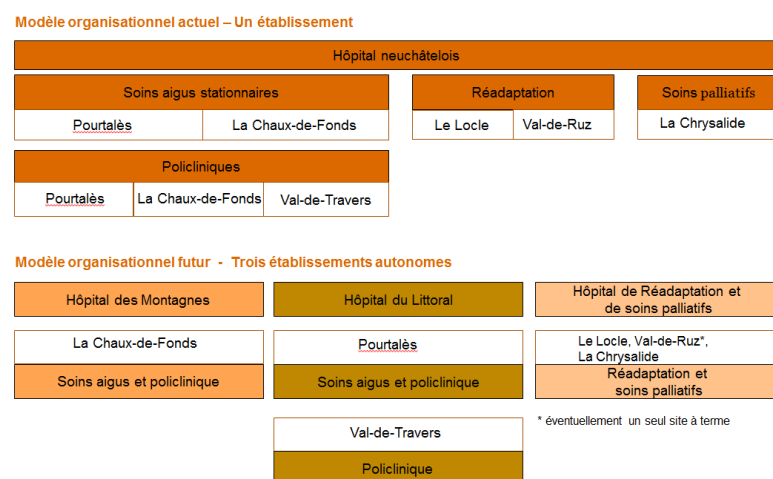 Modèle organisationnel actuel – Un établissement
Hôpital neuchâtelois
Soins aigus stationnaires
Réadaptation
Soins palliatifs
Pourtalès
La Chaux-de-Fonds
Le Locle
Val-de-Ruz
La Chrysalide
Policliniques
Pourtalès
La Chaux-de-Fonds
Val-de-Travers
Modèle organisationnel futur - Trois établissements autonomes
Hôpital des Montagnes
Hôpital du Littoral
Hôpital de Réadaptation et
de soins palliatifs
La Chaux-de-Fonds
Pourtalès
Le Locle, Val-de-Ruz*,
La Chrysalide
Soins aigus et policlinique
Soins aigus et policlinique
Réadaptation et
soins palliatifs
* éventuellement un seul site à terme
Val-de-Travers
Policlinique